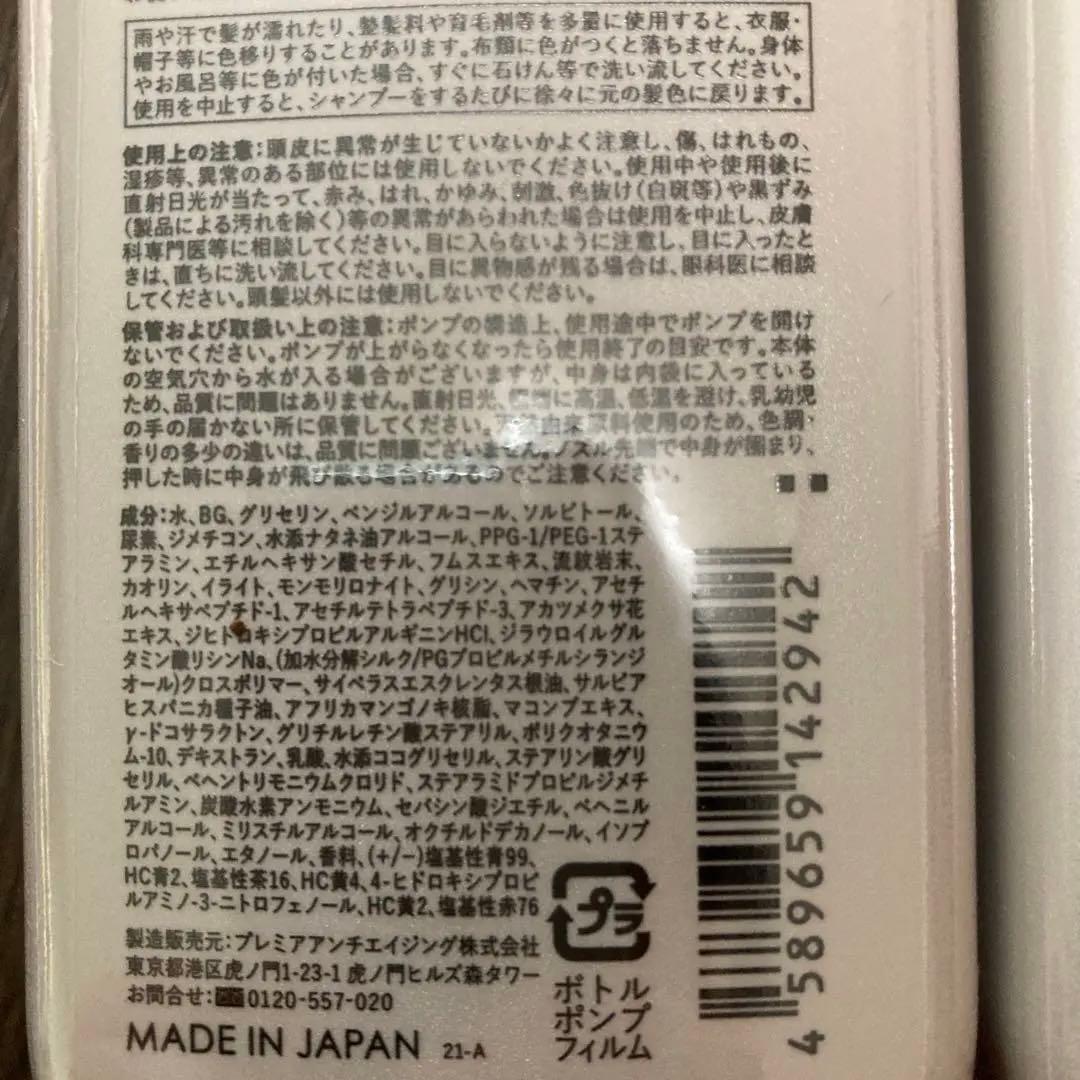 雨や汗で髪が濡れたり、整髪料や育毛剤等を多量に使用すると、衣服・
帽子等に色移りすることがあります。布類に色がつくと落ちません。身体
やお風呂等に色が付いた場合、すぐに石けん等で洗い流してください。
使用を中止すると、シャンプーをするたびに徐々に元の髪色に戻ります。
使用上の注意:頭皮に異常が生じていないかよく注意し、傷、はれもの、
湿疹等、異常のある部位には使用しないでください。使用中や使用後に
直射日光が当たって、赤み、はれ、かゆみ、刺激、色抜け(白斑等)や黒ずみ
(製品による汚れを除く)等の異常があらわれた場合は使用を中止し、皮膚
科専門医等に相談してください。目に入らないように注意し、目に入ったと
きは、直ちに洗い流してください。目に異物感が残る場合は、眼科医に相談
してください。頭髪以外には使用しないでください。
保管および取扱い上の注意:ポンプの構造上、使用途中でポンプを開け
ないでください。ポンプが上がらなくなったら使用終了の目安です。本体
の空気穴から水が入る場合がございますが、中身は内袋に入っている
ため、品質に問題はありません。直射日光、極端に高温、低温を避け、乳幼児
の手の届かない所に保管してください。天然由来原料使用のため、色調・
香りの多少の違いは、品質に問題ございません。ノズル先端で中身が固まり、
押した時に中身が飛び散る場合があるのでご注意ください。
成分:水、BG、グリセリン、ベンジルアルコール、ソルビトール、
尿素、ジメチコン、水添ナタネ油アルコール、PPG-1/PEG-1ステ
アラミン、エチルヘキサン酸セチル、フムスエキス、流紋岩末、
カオリン、イライト、モンモリロナイト、グリシン、ヘマチン、アセチ
ルヘキサペプチド-1、アセチルテトラペプチド-3、アカツメクサ花
エキス、ジヒドロキシプロピルアルギニンHCl、ジラウロイルグル
タミン酸リシンNa、(加水分解シルク/PGプロピルメチルシランジ
オール)クロスポリマー、サイペラスエスクレンタス根油、サルビア
ヒスパニカ種子油、アフリカマンゴノキ核脂、マコンブエキス、
γ-ドコサラクトン、グリチルレチン酸ステアリル、ポリクオタニウ
ム-10、デキストラン、乳酸、水添ココグリセリル、ステアリン酸グリ
セリル、ベヘントリモニウムクロリド、ステアラミドプロピルジメチ
ルアミン、炭酸水素アンモニウム、セバシン酸ジエチル、ベヘニル
アルコール、ミリスチルアルコール、オクチルドデカノール、イソプ
ロパノール、エタノール、香料、(+/−)塩基性青99、
HC青2、塩基性茶16、HC黄4、4-ヒドロキシプロピ
ルアミノ-3-ニトロフェノール、HC黄2、塩基性赤76
製造販売元:プレミアアンチエイジング株式会社
東京都港区虎ノ門1-23-1 虎ノ門ヒルズ森タワー
お問合せ:0120-557-020
MADE IN JAPAN 21-A
プラ
ボトル
ポンプ
フィルム
4589659142942